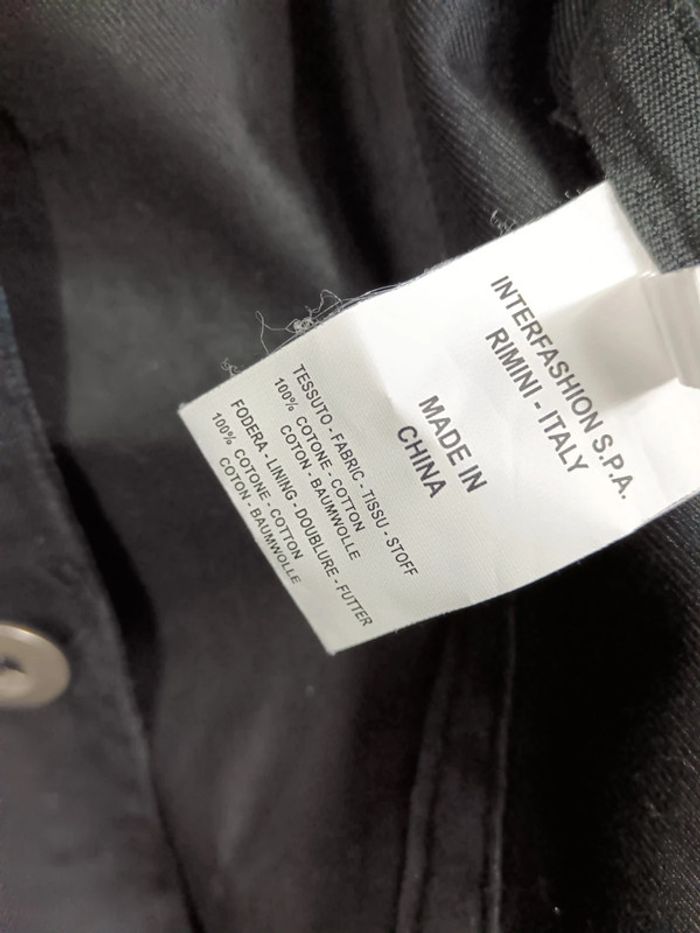 INTERFASHION S.P.A.
RIMINI - ITALY
MADE IN
CHINA
TESSUTO - FABRIC - TISSU - STOFF
100% COTONE - COTTON
COTON - BAUMWOLLE
FODERA - LINING - DOUBLURE - FUTTER
100% COTONE - COTTON
COTON - BAUMWOLLE